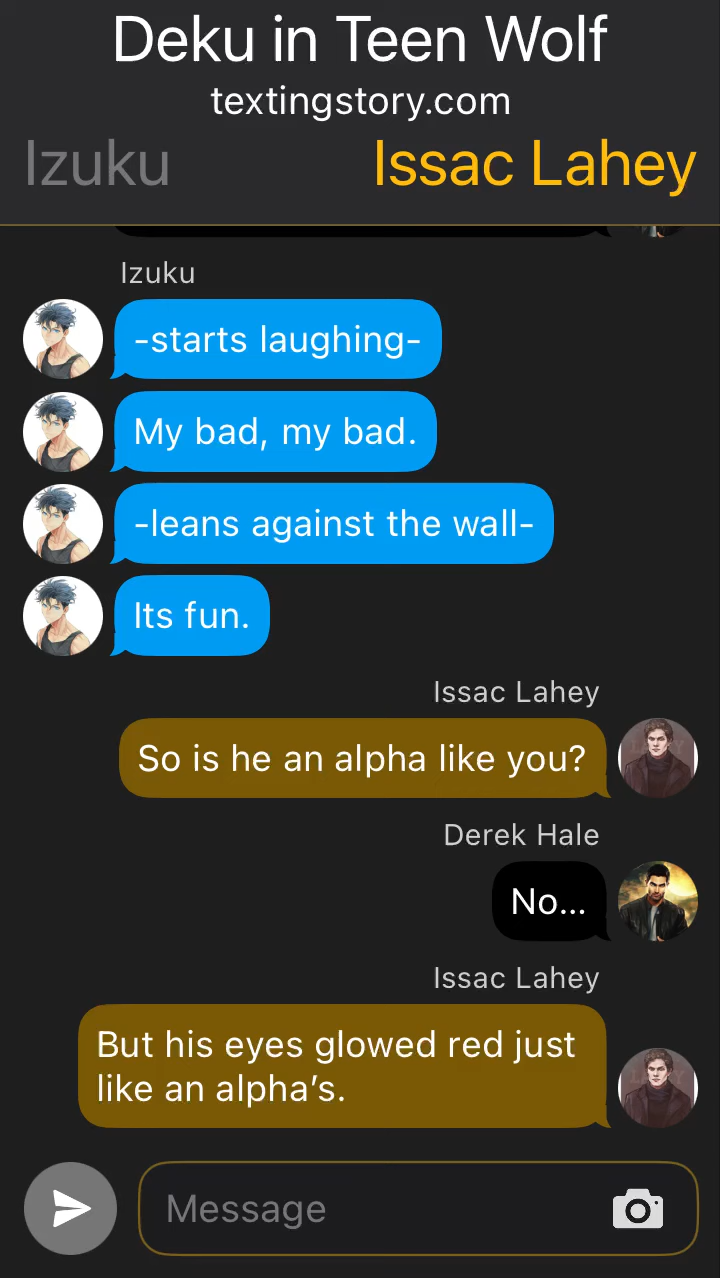 Deku in Teen Wolf
textingstory.com
Izuku
Issac Lahey
Izuku
-starts laughing-
My bad, my bad.
-leans against the wall-
Its fun.
Issac Lahey
So is he an alpha like you?
Derek Hale
No...
Issac Lahey
But his eyes glowed red just
like an alpha’s.
Message